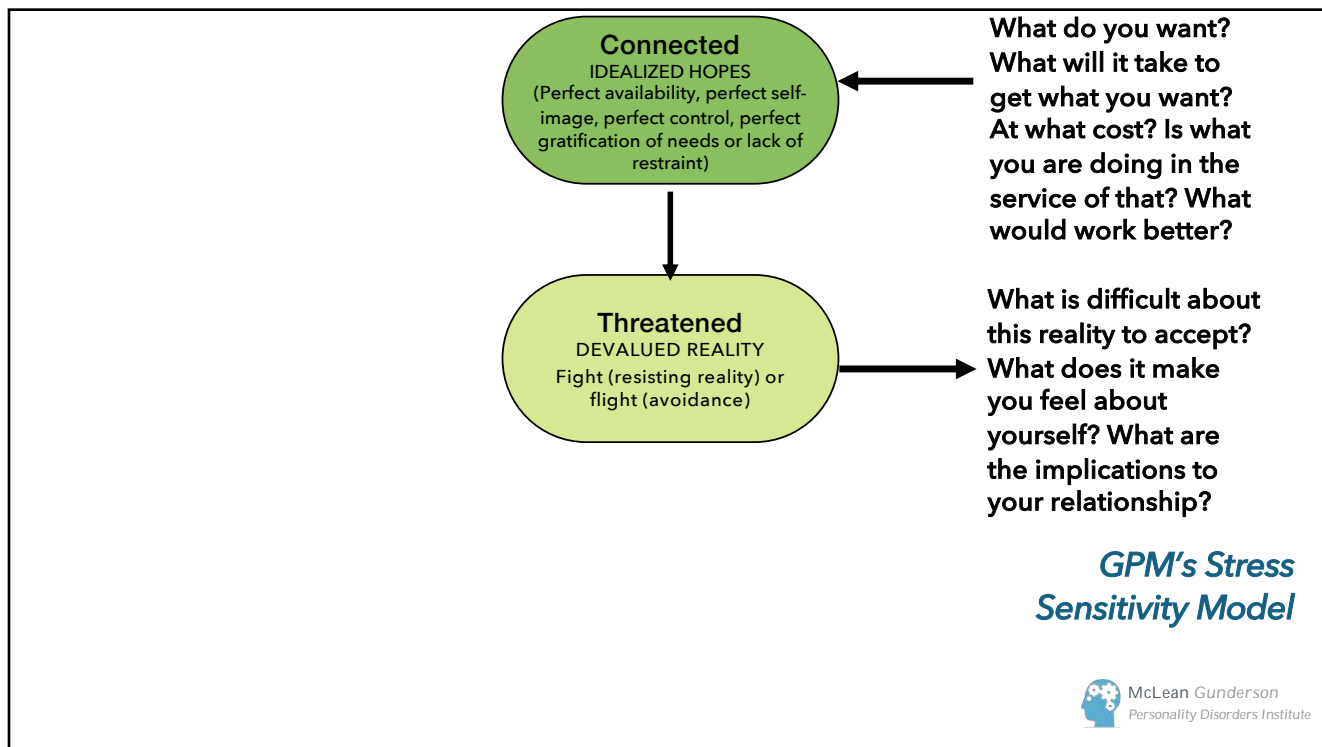 Connected
IDEALIZED HOPES
(Perfect availability, perfect self-
image, perfect control, perfect
gratification of needs or lack of
restraint)
What do you want?
What will it take to
get what you want?
At what cost? Is what
you are doing in the
service of that? What
would work better?
Threatened
DEVALUED REALITY
Fight (resisting reality) or
flight (avoidance)
What is difficult about
this reality to accept?
What does it make
you feel about
yourself? What are
the implications to
your relationship?
GPM’s Stress
Sensitivity Model
McLean Gunderson
Personality Disorders Institute